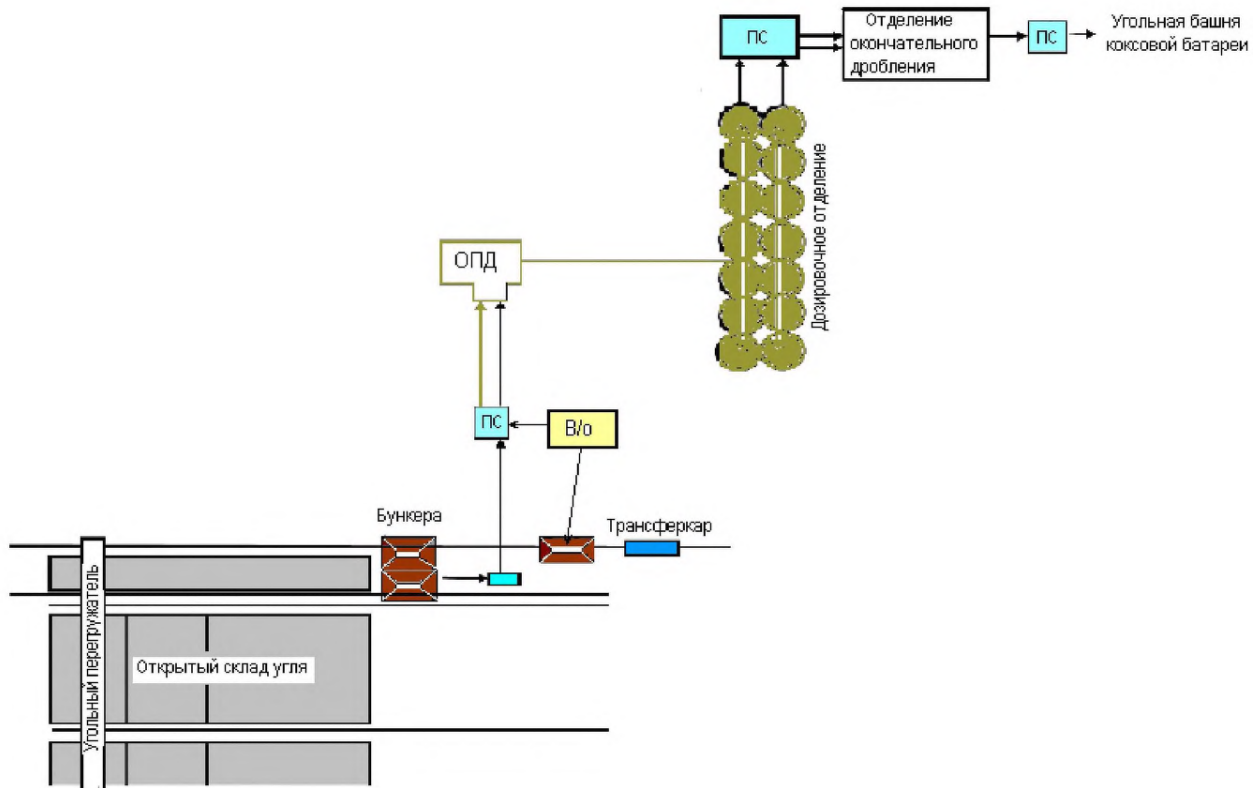 ПС
Отделение
окончательного
дробления
ПС
Угольная башня
коксовой батареи
Дозировочное отделение
ОПД
ПС
В/о
Бункера
Трансферкар
Угольный перегружатель
Открытый склад угля